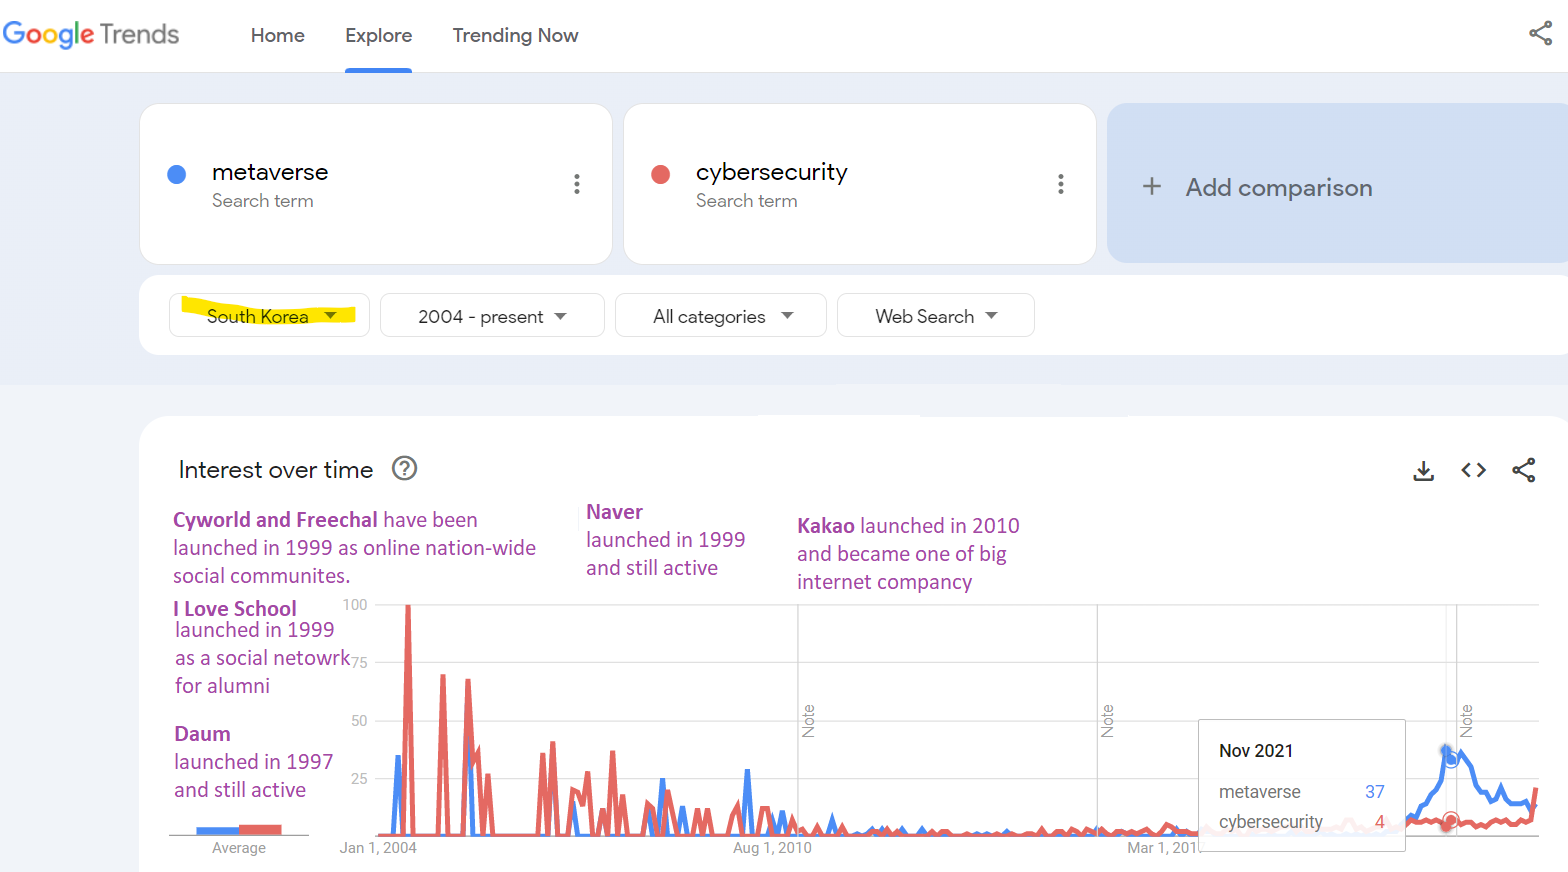 Google Trends
Home
Explore
Trending Now
metaverse
Search term
cybersecurity
Search term
+ Add comparison
South Korea
2004 - present
All categories
Web Search
Interest over time
Cyworld and Freechal have been
launched in 1999 as online nation-wide
social communites.
Naver
launched in 1999
and still active
Kakao launched in 2010
and became one of big
internet compancy
I Love School
launched in 1999
as a social netowrk
for alumni
Daum
launched in 1997
and still active
100
75
50
25
Note
Note
Note
Nov 2021
metaverse 37
cybersecurity 4
Average
Jan 1, 2004
Aug 1, 2010
Mar 1, 201